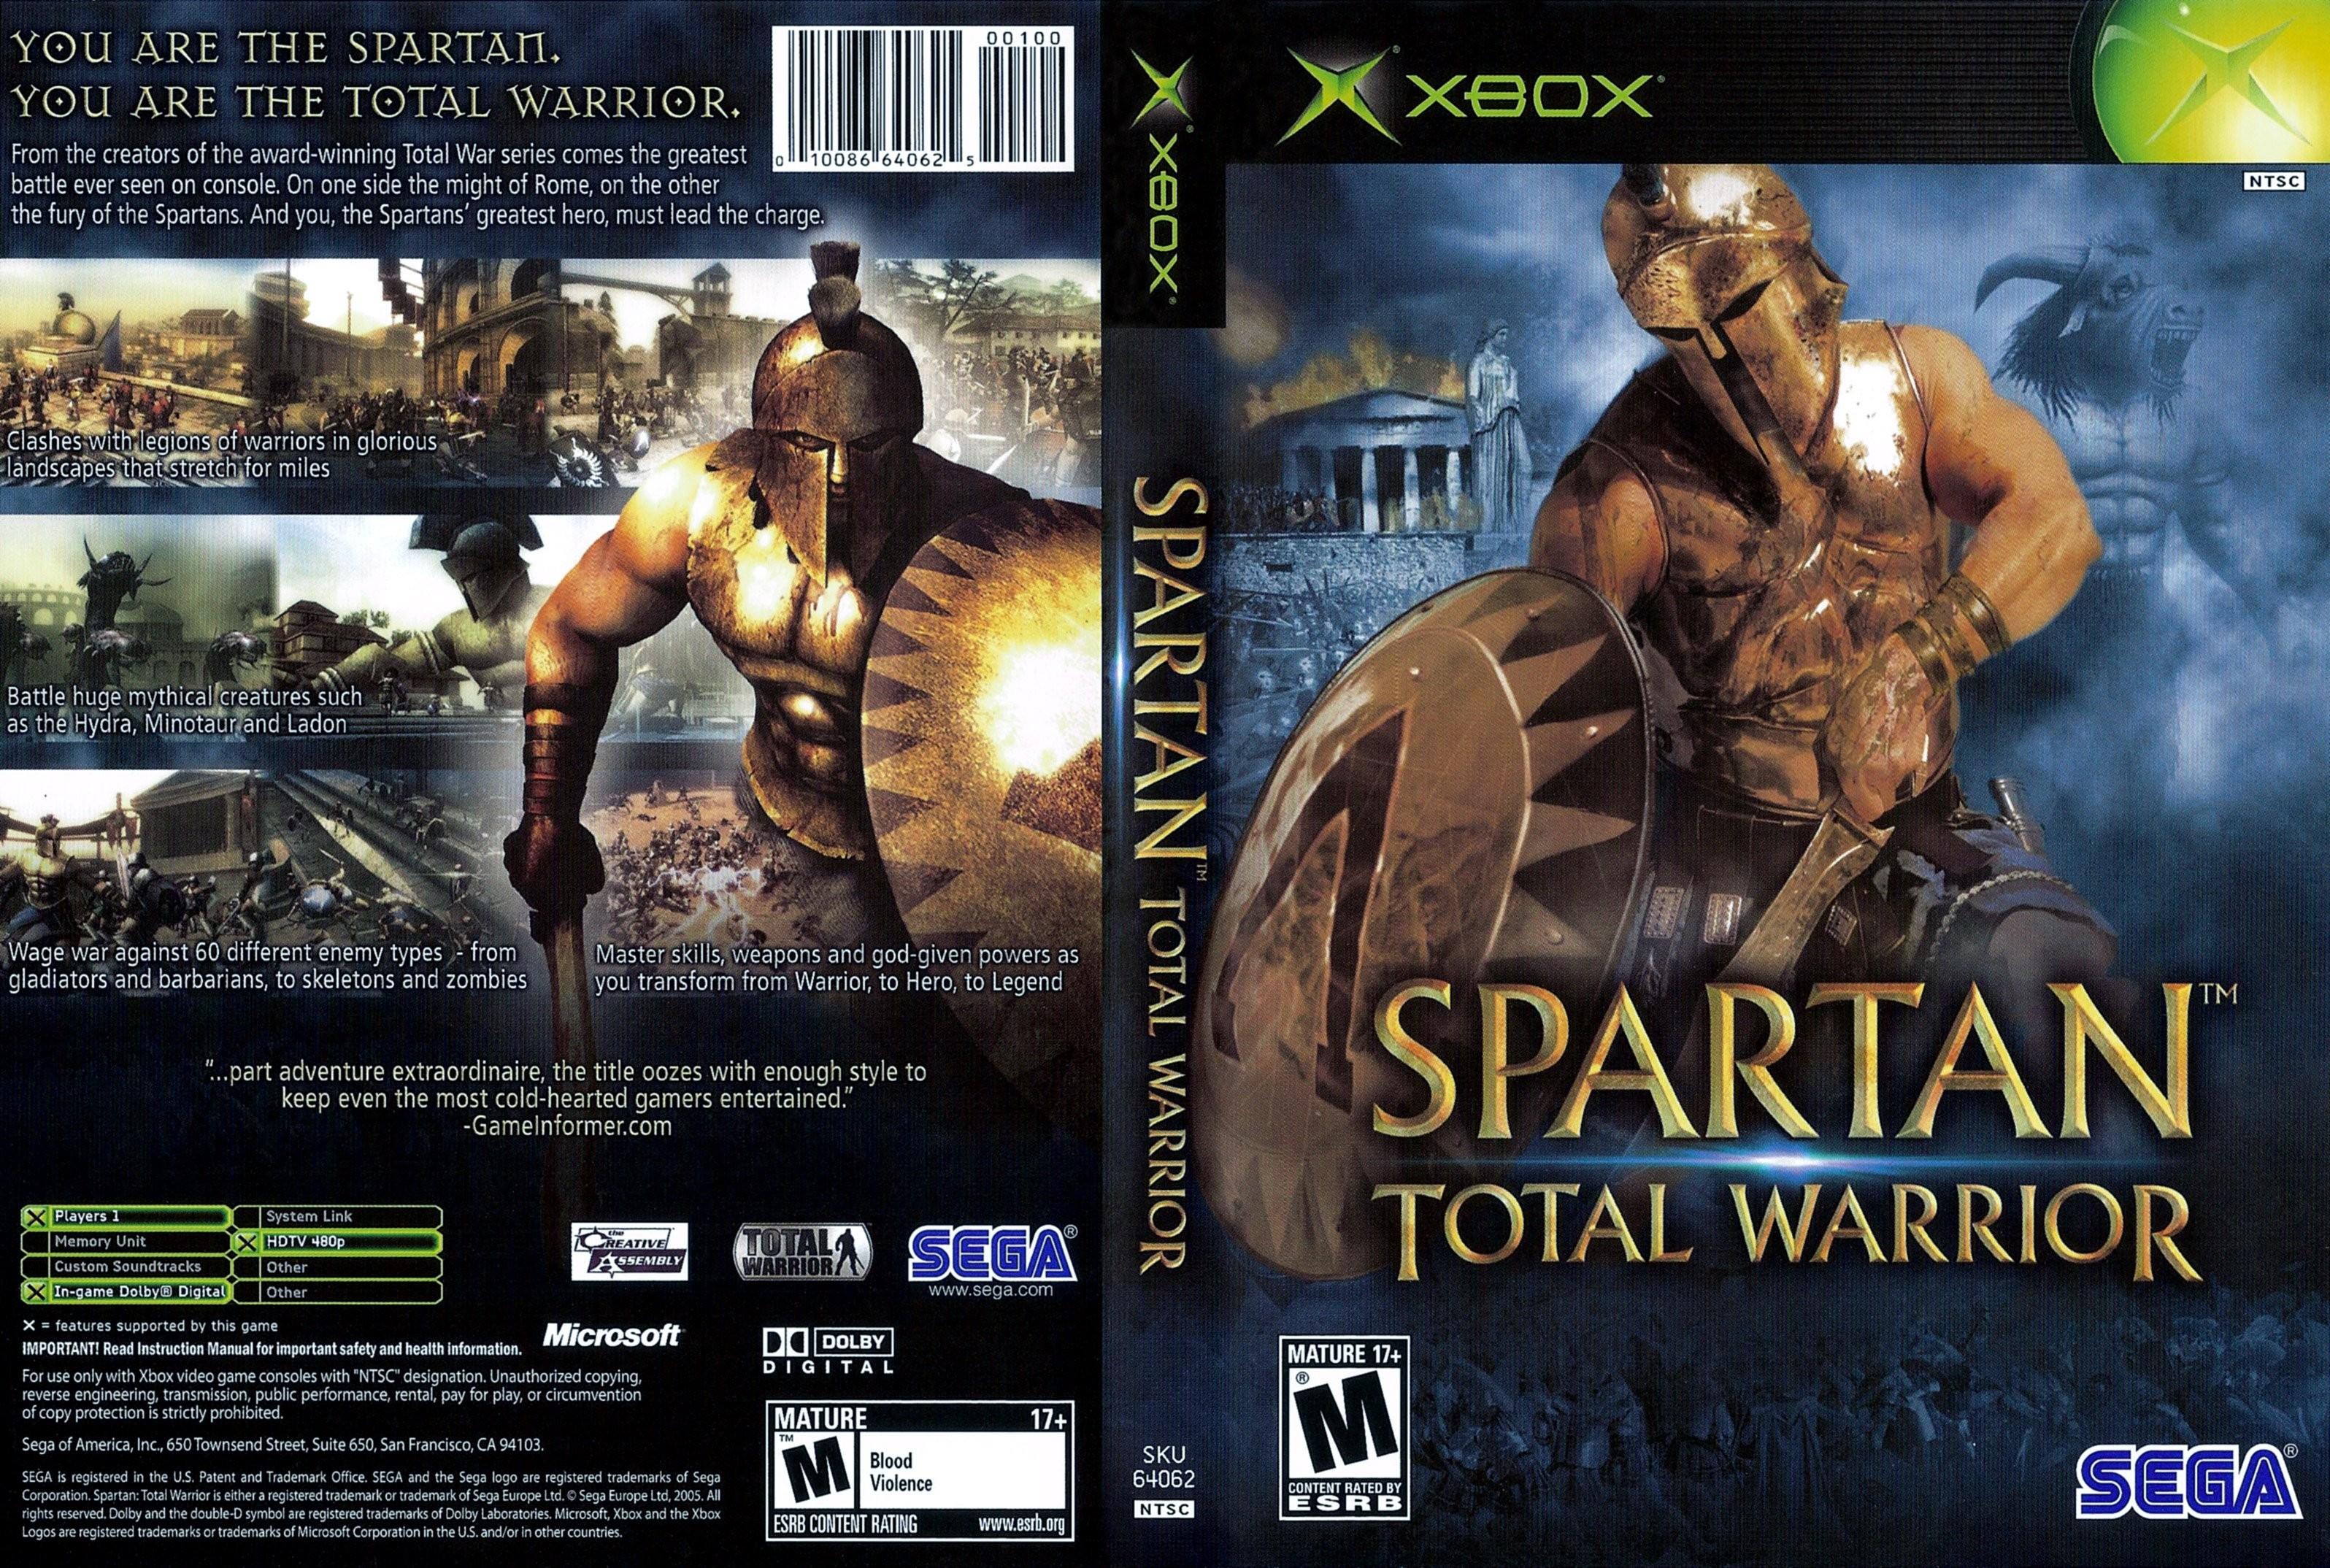 YOU ARE THE SPARTAN.
YOU ARE THE TOTAL WARRIOR.
From the creators of the award-winning Total War series comes the greatest
battle ever seen on console. On one side the might of Rome, on the other
the fury of the Spartans. And you, the Spartans' greatest hero, must lead the charge.
00100
0 10086 64062 5
Clashes with legions of warriors in glorious
landscapes that stretch for miles
Battle huge mythical creatures such
as the Hydra, Minotaur and Ladon
Wage war against 60 different enemy types - from
gladiators and barbarians, to skeletons and zombies
Master skills, weapons and god-given powers as
you transform from Warrior, to Hero, to Legend
"...part adventure extraordinaire, the title oozes with enough style to
keep even the most cold-hearted gamers entertained."
-GameInformer.com
X Players 1
System Link
Memory Unit
X HDTV 480p
Custom Soundtracks
Other
X In-game Dolby® Digital
Other
X = features supported by this game
IMPORTANT! Read Instruction Manual for important safety and health information.
For use only with Xbox video game consoles with "NTSC" designation. Unauthorized copying,
reverse engineering, transmission, public performance, rental, pay for play, or circumvention
of copy protection is strictly prohibited.
Sega of America, Inc., 650 Townsend Street, Suite 650, San Francisco, CA 94103.
SEGA is registered in the U.S. Patent and Trademark Office. SEGA and the Sega logo are registered trademarks of Sega
Corporation. Spartan: Total Warrior is either a registered trademark or trademark of Sega Europe Ltd. © Sega Europe Ltd, 2005. All
rights reserved. Dolby and the double-D symbol are registered trademarks of Dolby Laboratories. Microsoft, Xbox and the Xbox
Logos are registered trademarks or trademarks of Microsoft Corporation in the U.S. and/or in other countries.
the
CREATIVE
ASSEMBLY
TOTAL
WARRIOR
SEGA®
www.sega.com
Microsoft®
DOLBY
DIGITAL
MATURE 17+
M™
Blood
Violence
ESRB CONTENT RATING www.esrb.org
XBOX®
SPARTAN™ TOTAL WARRIOR
SKU
64062
NTSC
XBOX®
NTSC
SPARTAN™
TOTAL WARRIOR
MATURE 17+
M®
CONTENT RATED BY
ESRB
SEGA®